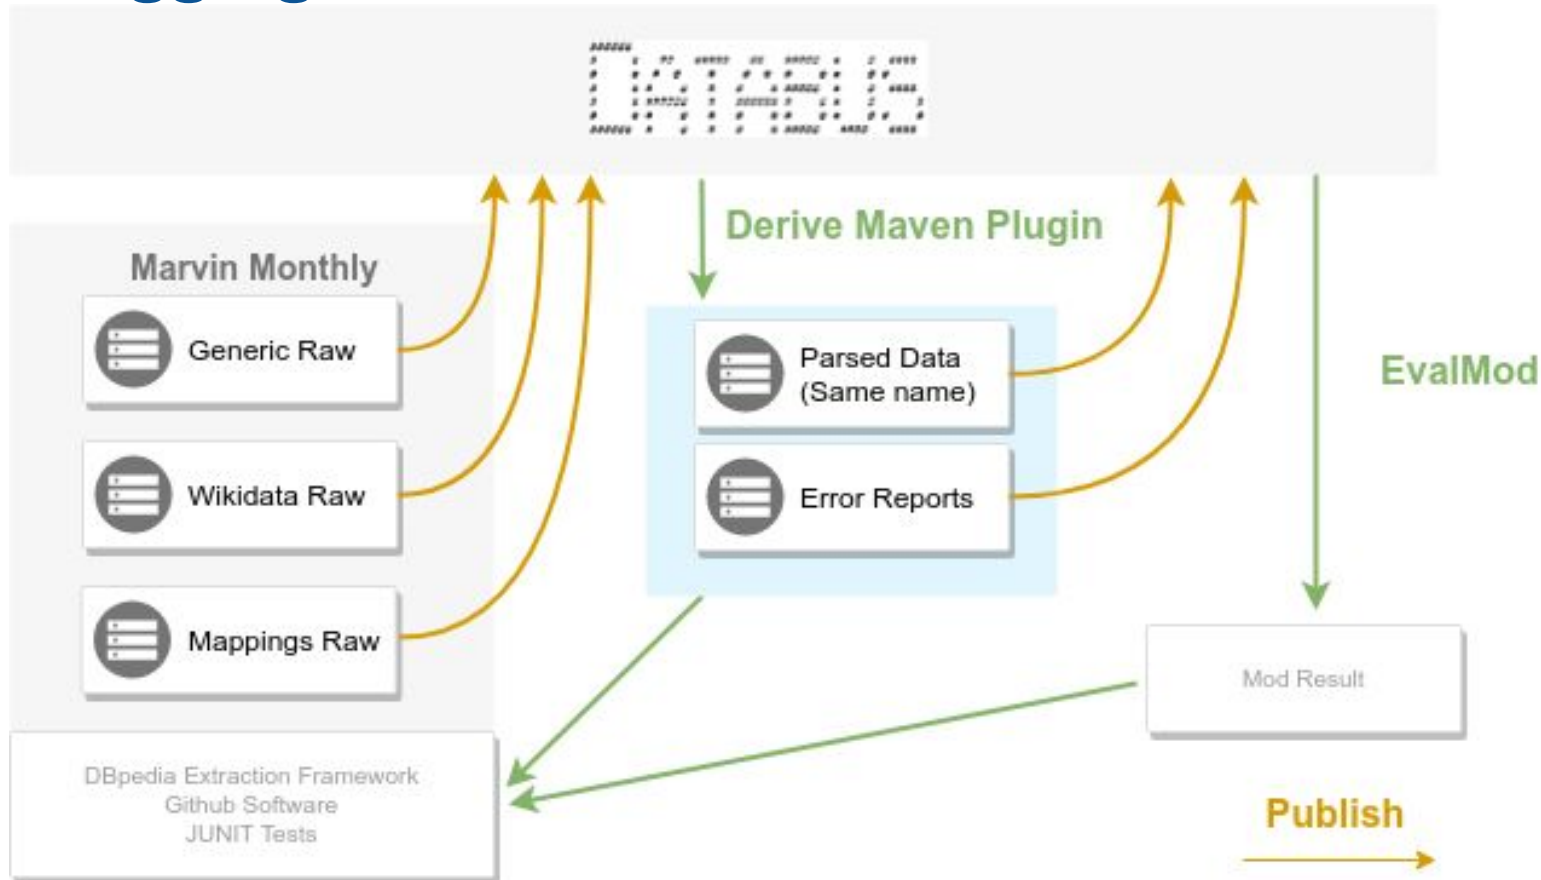 DATABUS
Derive Maven Plugin
Marvin Monthly
Generic Raw
Parsed Data
(Same name)
EvalMod
Wikidata Raw
Error Reports
Mappings Raw
Mod Result
DBpedia Extraction Framework
Github Software
JUNIT Tests
Publish